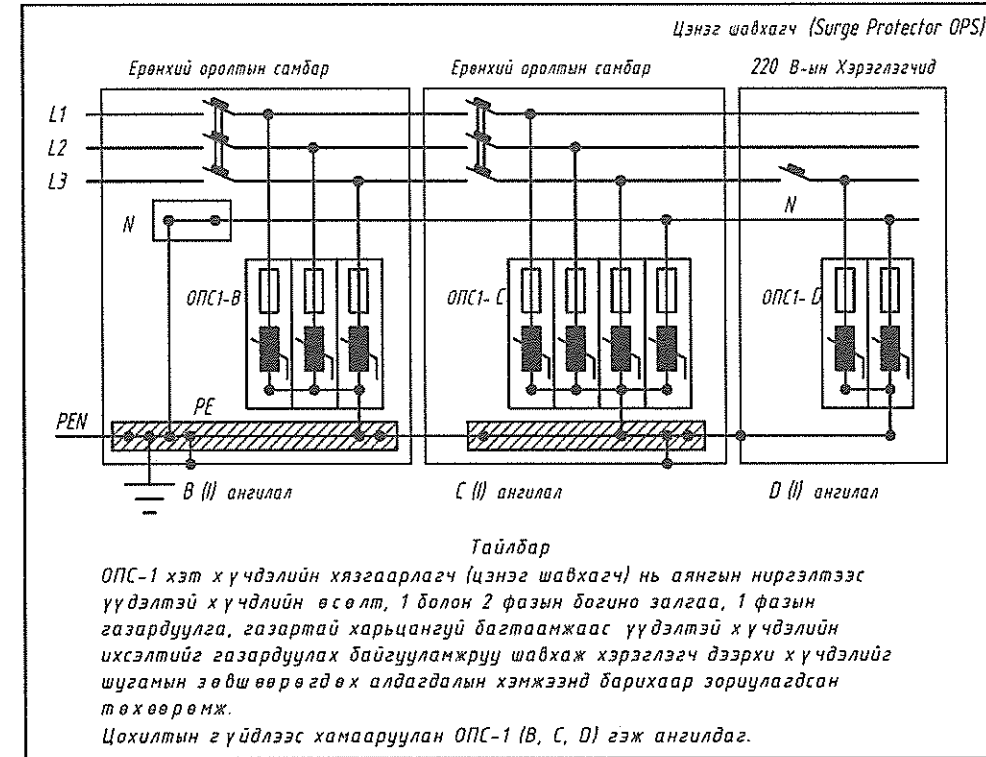 Цэнэг шавхагч (Surge Protector OPS)
Ерөнхий оролтын самбар
Ерөнхий оролтын самбар
220 В-ын Хэрэглэгчид
L1
L2
L3
N
N
ОПС1-В
ОПС1- С
ОПС1- D
PEN
PE
В (I) ангилал
С (I) ангилал
D (I) ангилал
Тайлбар
ОПС-1 хэт хүчдэлийн хязгаарлагч (цэнэг шавхагч) нь аянгын ниргэлтээс
үүдэлтэй хүчдлийн өсөлт, 1 болон 2 фазын богино залгаа, 1 фазын
газардуулга, газартай харьцангуй багтаамжаас үүдэлтэй хүчдэлийн
ихсэлтийг газардуулах байгууламжруу шавхаж хэрэглэгч дээрхи хүчдэлийг
шугамын зөвшөөрөгдөх алдагдалын хэмжээнд барихаар зориулагдсан
төхөөрөмж.
Цохилтын гүйдлээс хамааруулан ОПС-1 (В, С, D) гэж ангилдаг.